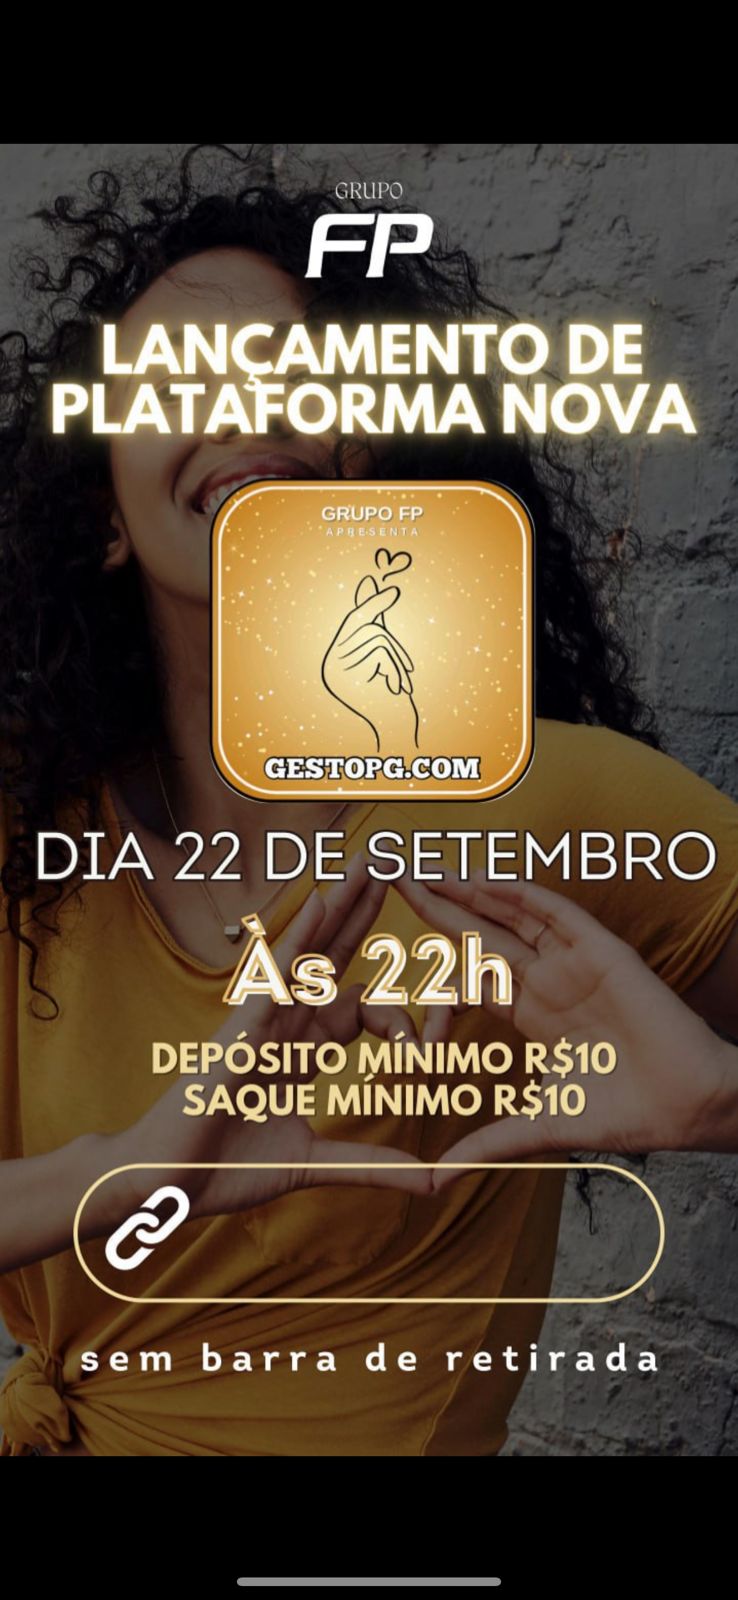 GRUPO
FP
LANÇAMENTO DE
PLATAFORMA NOVA
GRUPO FP
APRESENTA
GESTOPG.COM
DIA 22 DE SETEMBRO
Às 22h
DEPÓSITO MÍNIMO R$10
SAQUE MÍNIMO R$10
sem barra de retirada